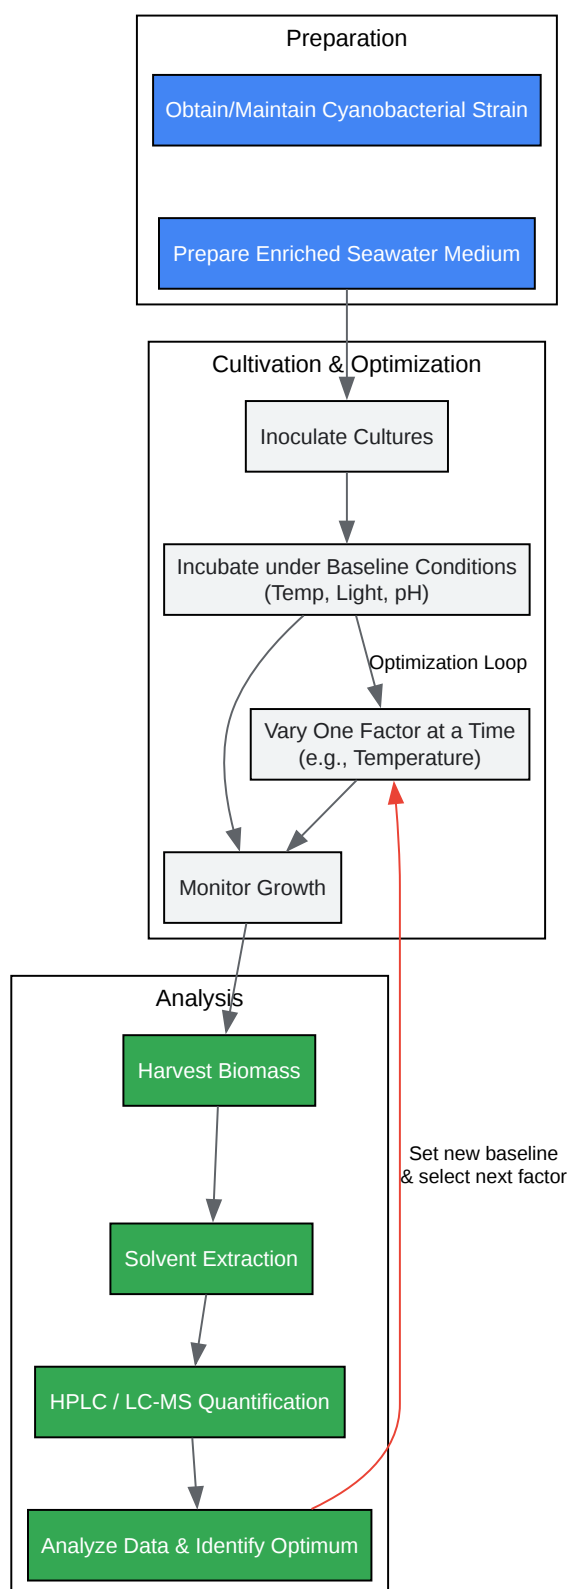 Preparation
Obtain/Maintain Cyanobacterial Strain
Prepare Enriched Seawater Medium
Cultivation & Optimization
Inoculate Cultures
Incubate under Baseline Conditions
(Temp, Light, pH)
Optimization Loop
Vary One Factor at a Time
(e.g., Temperature)
Monitor Growth
Analysis
Harvest Biomass
Set new baseline
& select next factor
Solvent Extraction
HPLC / LC-MS Quantification
Analyze Data & Identify Optimum